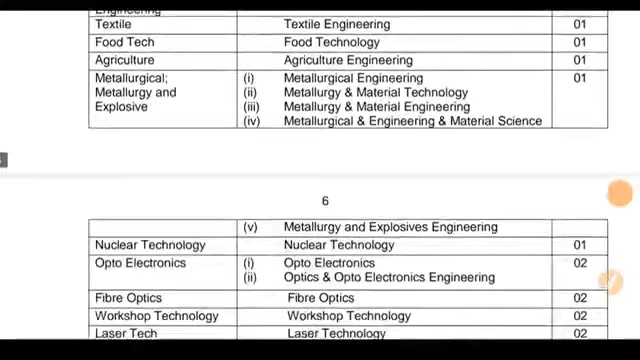 Engineering
Textile Textile Engineering 01
Food Tech Food Technology 01
Agriculture Agriculture Engineering 01
Metallurgical; (i) Metallurgical Engineering 01
Metallurgy and (ii) Metallurgy & Material Technology
Explosive (iii) Metallurgy & Material Engineering
(iv) Metallurgical & Engineering & Material Science
6
(v) Metallurgy and Explosives Engineering
Nuclear Technology Nuclear Technology 01
Opto Electronics (i) Opto Electronics 02
(ii) Optics & Opto Electronics Engineering
Fibre Optics Fibre Optics 02
Workshop Technology Workshop Technology 02
Laser Tech Laser Technology 02